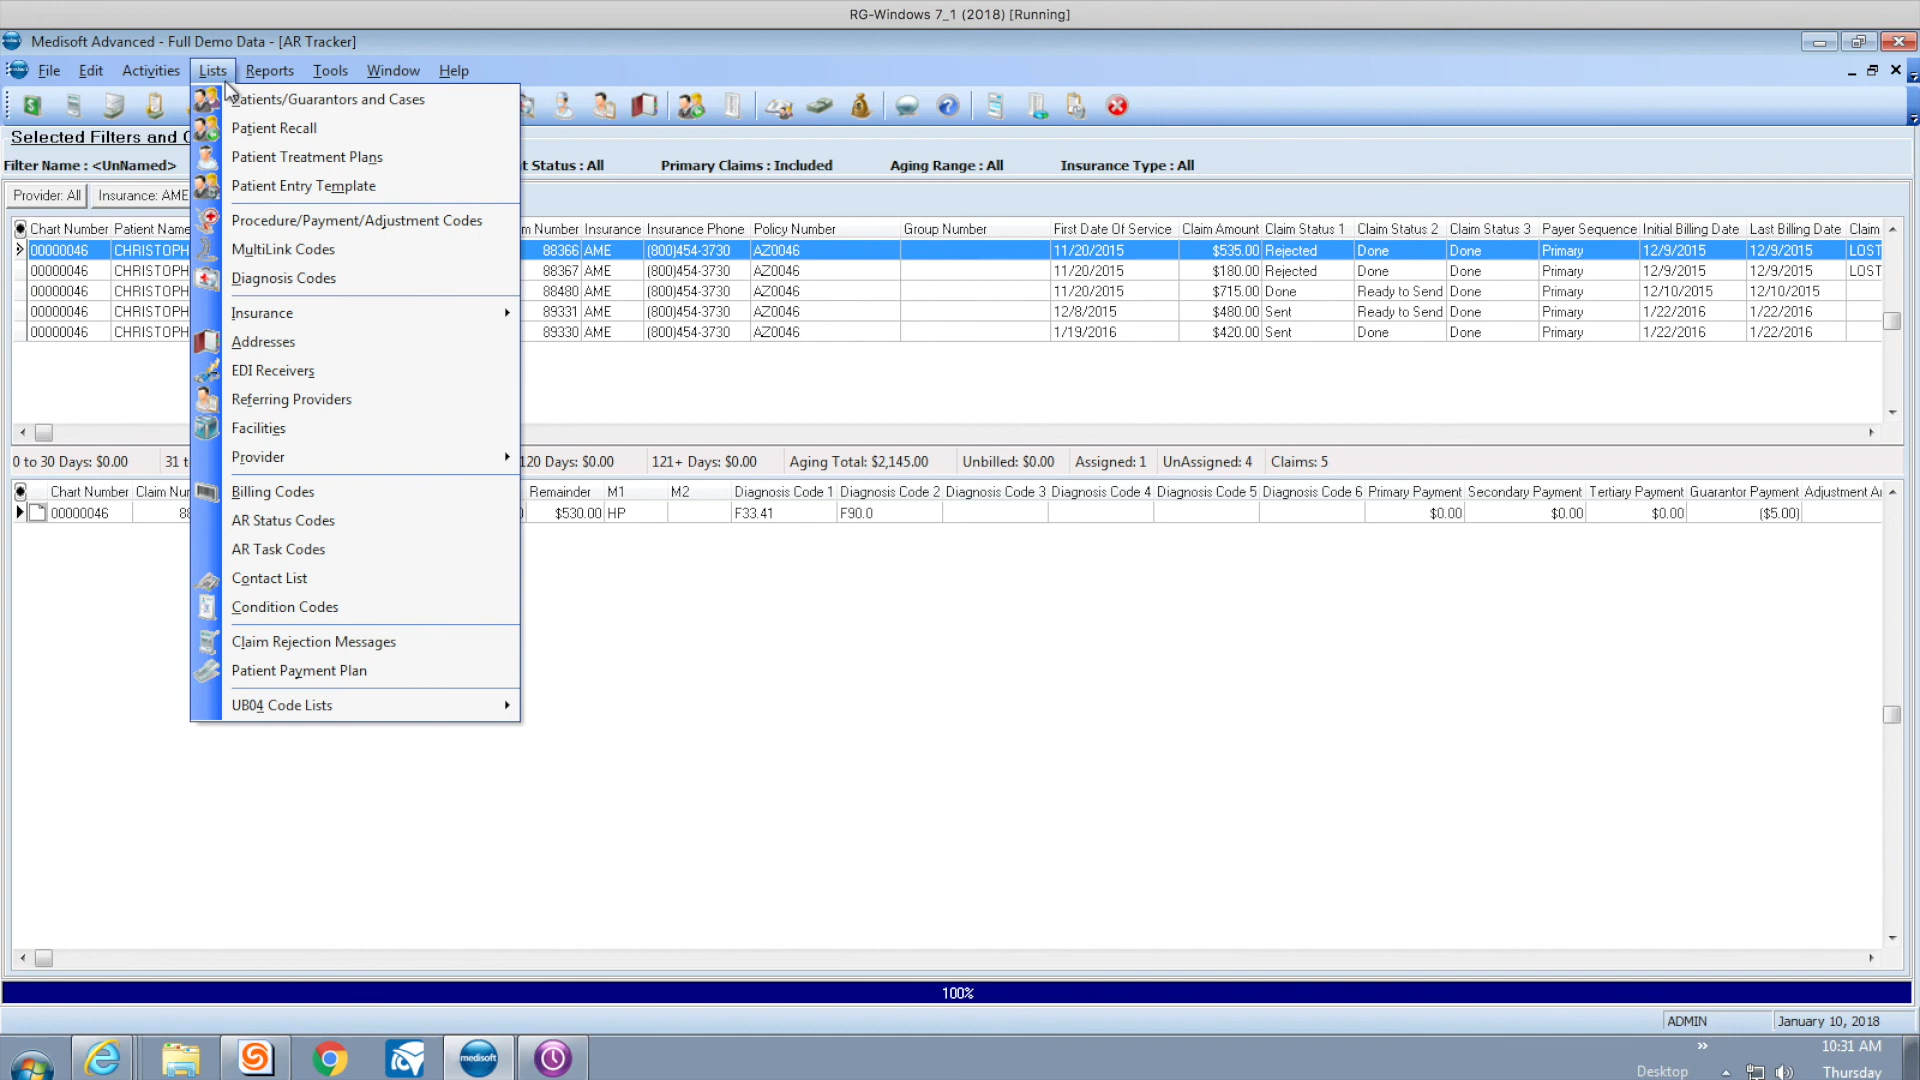 RG-Windows 7_1 (2018) [Running]
Medisoft Advanced - Full Demo Data - [AR Tracker]
File Edit Activities Lists Reports Tools Window Help
Patients/Guarantors and Cases
Patient Recall
Patient Treatment Plans
Patient Entry Template
Procedure/Payment/Adjustment Codes
MultiLink Codes
Diagnosis Codes
Insurance
Addresses
EDI Receivers
Referring Providers
Facilities
Provider
Billing Codes
AR Status Codes
AR Task Codes
Contact List
Condition Codes
Claim Rejection Messages
Patient Payment Plan
UB04 Code Lists
Selected Filters and
Filter Name : <UnNamed> Status : All Primary Claims : Included Aging Range : All Insurance Type : All
Provider: All Insurance: AME
Chart Number Patient Name Number Insurance Insurance Phone Policy Number Group Number First Date Of Service Claim Amount Claim Status 1 Claim Status 2 Claim Status 3 Payer Sequence Initial Billing Date Last Billing Date Claim
00000046 CHRISTOPH 88366 AME (800)454-3730 AZ0046 11/20/2015 $535.00 Rejected Done Done Primary 12/9/2015 12/9/2015 LOST
00000046 CHRISTOPH 88367 AME (800)454-3730 AZ0046 11/20/2015 $180.00 Rejected Done Done Primary 12/9/2015 12/9/2015 LOST
00000046 CHRISTOPH 88480 AME (800)454-3730 AZ0046 11/20/2015 $715.00 Done Ready to Send Done Primary 12/10/2015 12/10/2015
00000046 CHRISTOPH 89331 AME (800)454-3730 AZ0046 12/8/2015 $480.00 Sent Ready to Send Done Primary 1/22/2016 1/22/2016
00000046 CHRISTOPH 89330 AME (800)454-3730 AZ0046 1/19/2016 $420.00 Sent Done Done Primary 1/22/2016 1/22/2016
0 to 30 Days: $0.00 31 t 120 Days: $0.00 121+ Days: $0.00 Aging Total: $2,145.00 Unbilled: $0.00 Assigned: 1 UnAssigned: 4 Claims: 5
Chart Number Claim Nu Remainder M1 M2 Diagnosis Code 1 Diagnosis Code 2 Diagnosis Code 3 Diagnosis Code 4 Diagnosis Code 5 Diagnosis Code 6 Primary Payment Secondary Payment Tertiary Payment Guarantor Payment Adjustment A
00000046 88 $530.00 HP F33.41 F90.0 $0.00 $0.00 $0.00 ($5.00)
100%
ADMIN January 10, 2018
medisoft
Desktop
10:31 AM
Thursday